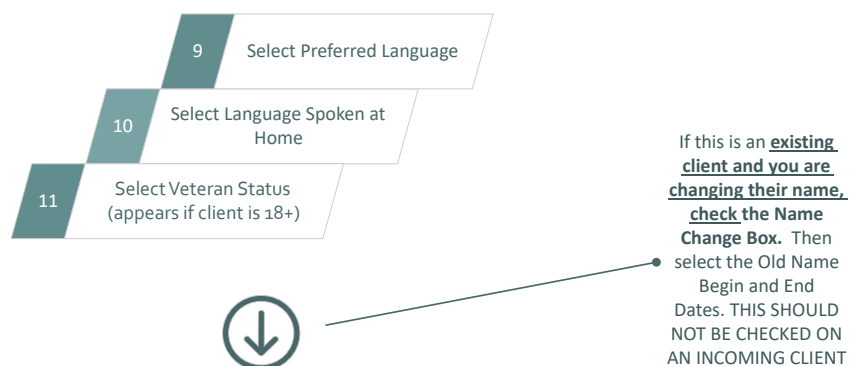 9
Select Preferred Language
10
Select Language Spoken at
Home
11
Select Veteran Status
(appears if client is 18+)
If this is an existing
client and you are
changing their name,
check the Name
Change Box. Then
select the Old Name
Begin and End
Dates. THIS SHOULD
NOT BE CHECKED ON
AN INCOMING CLIENT